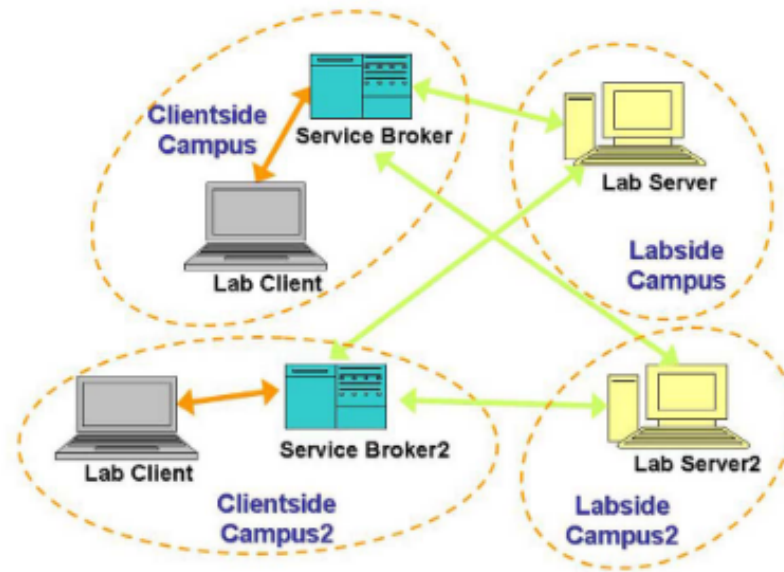 Clientside
Campus
Service Broker
Lab Client
Lab Server
Labside
Campus
Lab Client
Service Broker2
Clientside
Campus2
Lab Server2
Labside
Campus2